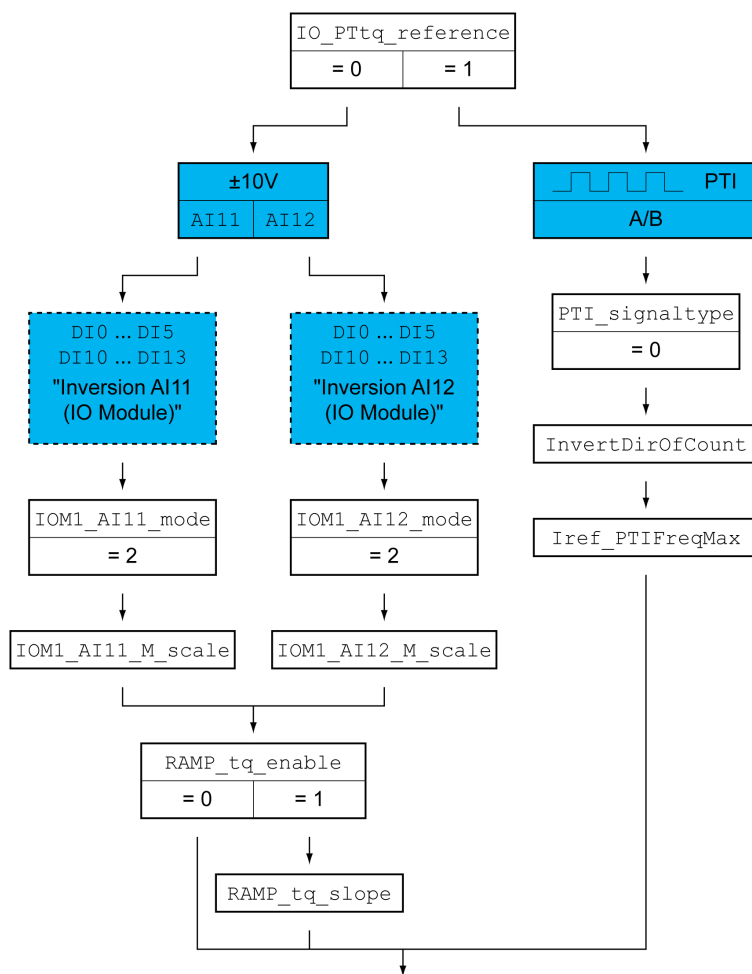 IO_PTtq_reference
= 0 = 1
±10V
AI11 AI12
PTI
A/B
DI0 ... DI5
DI10 ... DI13
"Inversion AI11
(IO Module)"
DI0 ... DI5
DI10 ... DI13
"Inversion AI12
(IO Module)"
PTI_signaltype
= 0
InvertDirOfCount
Iref_PTIFreqMax
IOM1_AI11_mode
= 2
IOM1_AI12_mode
= 2
IOM1_AI11_M_scale
IOM1_AI12_M_scale
RAMP_tq_enable
= 0 = 1
RAMP_tq_slope